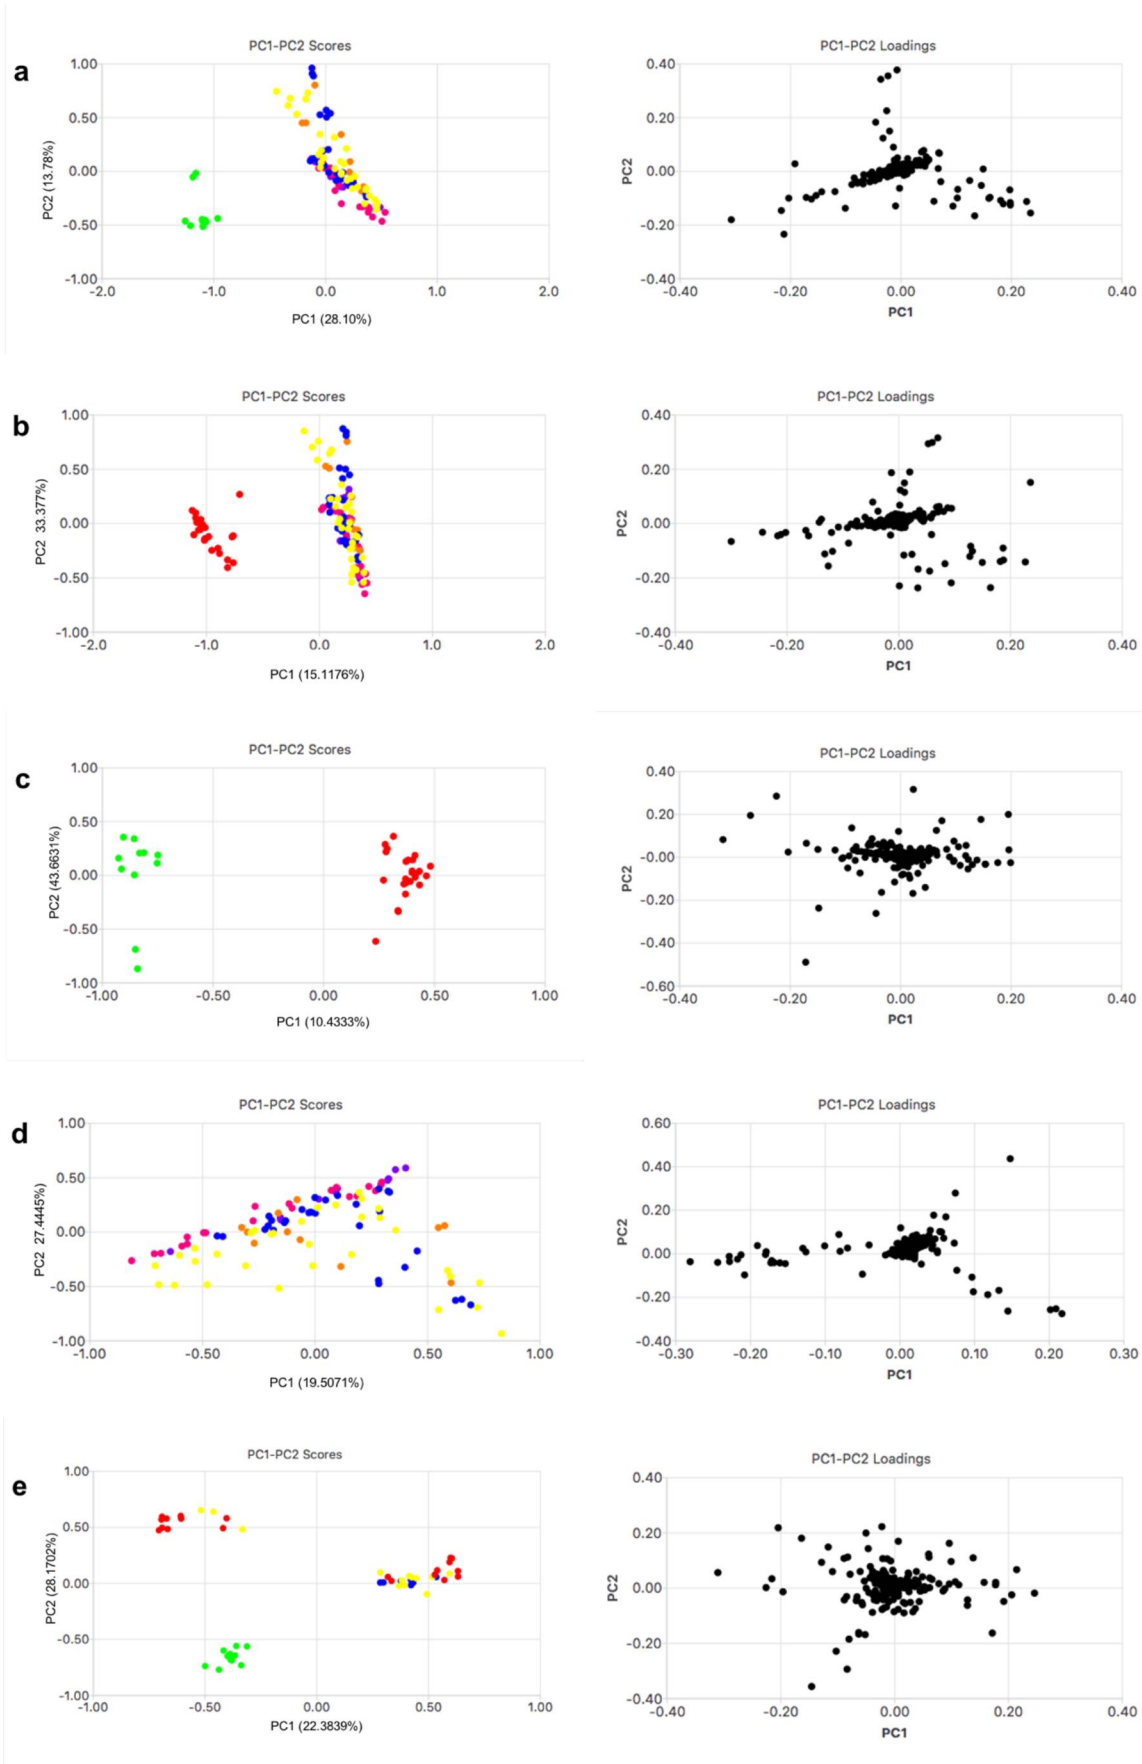 a
PC1-PC2 Scores
1.00
0.50
0.00
-0.50
-1.00
PC2 (13.78%)
-2.0 -1.0 0.0 1.0 2.0
PC1 (28.10%)
PC1-PC2 Loadings
0.40
0.20
0.00
-0.20
-0.40
PC2
-0.40 -0.20 0.00 0.20 0.40
PC1
b
PC1-PC2 Scores
1.00
0.50
0.00
-0.50
-1.00
PC2 33.377%)
-2.0 -1.0 0.0 1.0 2.0
PC1 (15.1176%)
PC1-PC2 Loadings
0.40
0.20
0.00
-0.20
-0.40
PC2
-0.40 -0.20 0.00 0.20 0.40
PC1
c
PC1-PC2 Scores
1.00
0.50
0.00
-0.50
-1.00
PC2 (43.6631%)
-1.00 -0.50 0.00 0.50 1.00
PC1 (10.4333%)
PC1-PC2 Loadings
0.40
0.20
-0.00
-0.20
-0.40
-0.60
PC2
-0.40 -0.20 0.00 0.20 0.40
PC1
d
PC1-PC2 Scores
1.00
0.50
0.00
-0.50
-1.00
PC2 27.4445%)
-1.00 -0.50 0.00 0.50 1.00
PC1 (19.5071%)
PC1-PC2 Loadings
0.60
0.40
0.20
0.00
-0.20
-0.40
PC2
-0.30 -0.20 -0.10 0.00 0.10 0.20 0.30
PC1
e
PC1-PC2 Scores
1.00
0.50
0.00
-0.50
-1.00
PC2 (28.1702%)
-1.00 -0.50 0.00 0.50 1.00
PC1 (22.3839%)
PC1-PC2 Loadings
0.40
0.20
0.00
-0.20
-0.40
PC2
-0.40 -0.20 0.00 0.20 0.40
PC1